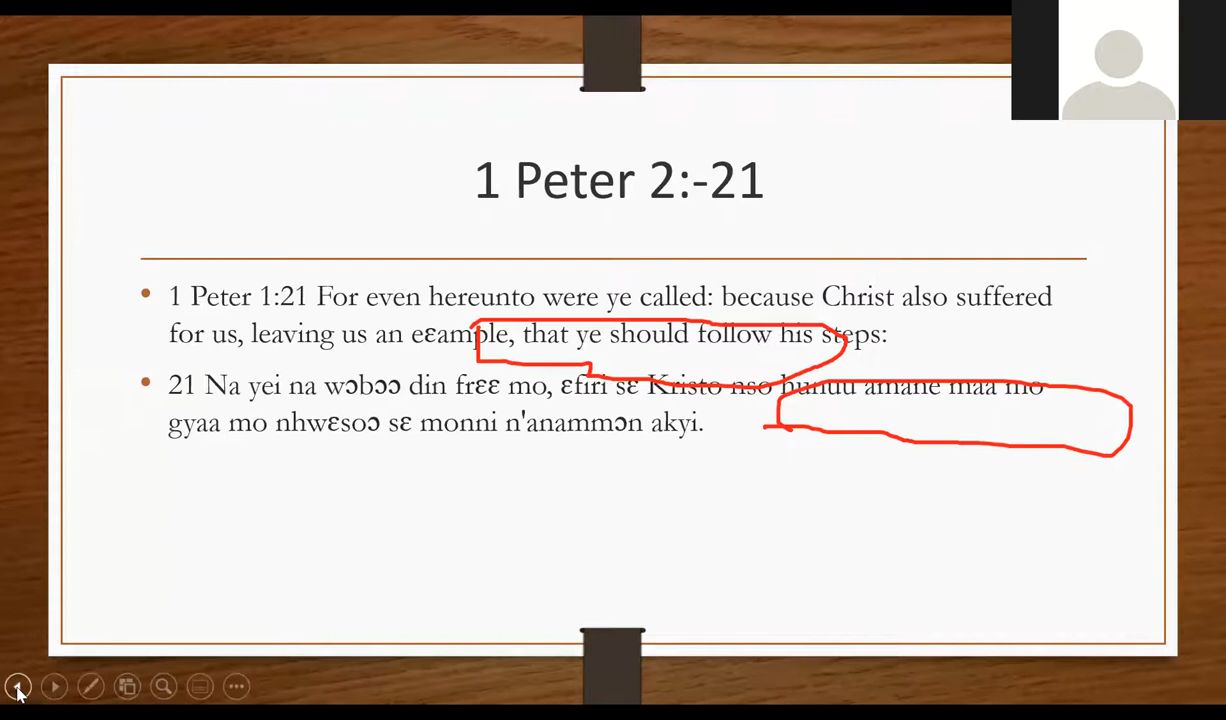 1 Peter 2:-21
1 Peter 1:21 For even hereunto were ye called: because Christ also suffered
for us, leaving us an eɛample, that ye should follow his steps:
21 Na yei na wɔbɔɔ din frɛɛ mo, ɛfiri sɛ Kristo nso hunuu amane maa mo
gyaa mo nhwɛsoɔ sɛ monni n'anammɔn akyi.